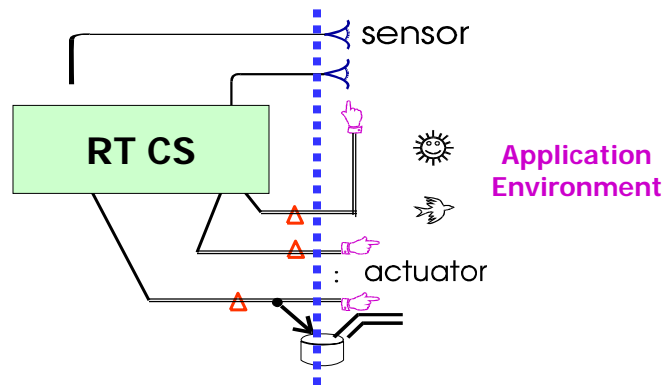 sensor
RT CS
Application
Environment
: actuator